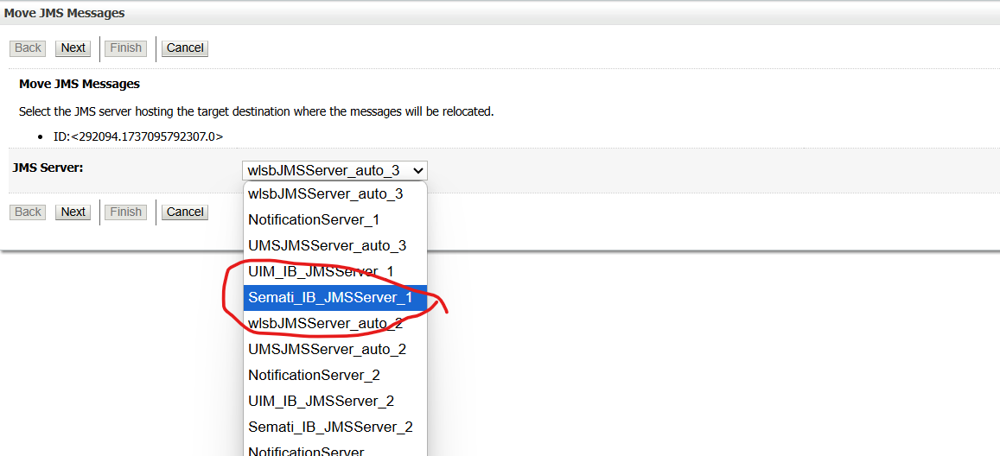 Move JMS Messages
Back Next Finish Cancel
Move JMS Messages
Select the JMS server hosting the target destination where the messages will be relocated.
ID:<292094.1737095792307.0>
JMS Server:
wlsbJMSServer_auto_3
wlsbJMSServer_auto_3
NotificationServer_1
UMSJMSServer_auto_3
UIM_IB_JMSServer_1
Semati_IB_JMSServer_1
wlsbJMSServer_auto_2
UMSJMSServer_auto_2
NotificationServer_2
UIM_IB_JMSServer_2
Semati_IB_JMSServer_2
NotificationServer
Back Next Finish Cancel